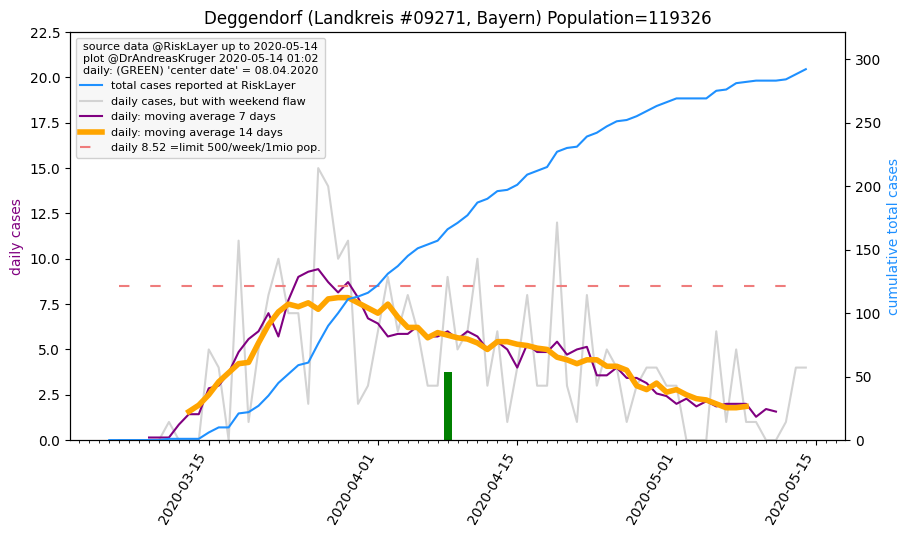 Deggendorf (Landkreis #09271, Bayern) Population=119326
22.5
20.0
17.5
15.0
12.5
10.0
7.5
5.0
2.5
0.0
daily cases
source data @RiskLayer up to 2020-05-14
plot @DrAndreasKruger 2020-05-14 01:02
daily: (GREEN) 'center date' = 08.04.2020
total cases reported at RiskLayer
daily cases, but with weekend flaw
daily: moving average 7 days
daily: moving average 14 days
daily 8.52 =limit 500/week/1mio pop.
300
250
200
150
100
50
0
cumulative total cases
2020-03-15
2020-04-01
2020-04-15
2020-05-01
2020-05-15